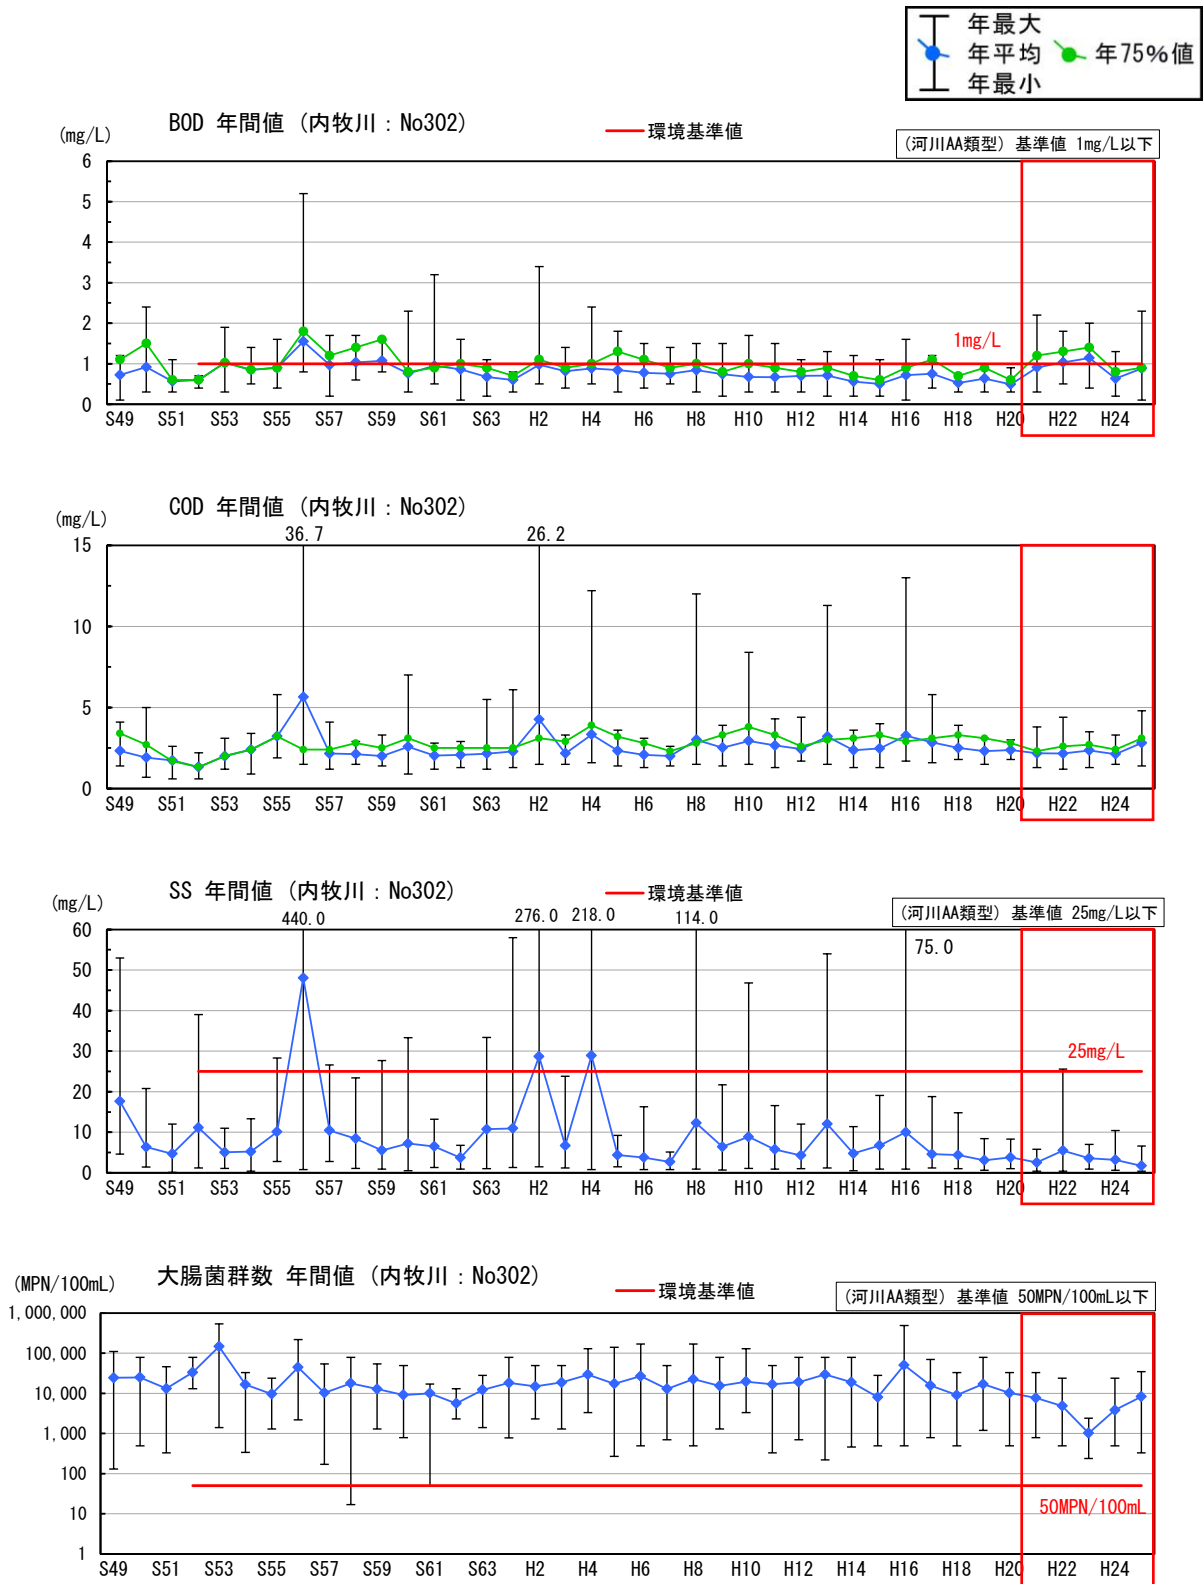 年最大
年平均
年75%値
年最小
BOD 年間値 (内牧川：No302)
(mg/L)
環境基準値
(河川AA類型) 基準値 1mg/L以下
6
5
4
3
2
1
0
1mg/L
S49 S51 S53 S55 S57 S59 S61 S63 H2 H4 H6 H8 H10 H12 H14 H16 H18 H20 H22 H24
COD 年間値 (内牧川：No302)
(mg/L)
36.7
26.2
15
10
5
0
S49 S51 S53 S55 S57 S59 S61 S63 H2 H4 H6 H8 H10 H12 H14 H16 H18 H20 H22 H24
SS 年間値 (内牧川：No302)
(mg/L)
環境基準値
(河川AA類型) 基準値 25mg/L以下
440.0
276.0
218.0
114.0
75.0
60
50
40
30
20
10
0
25mg/L
S49 S51 S53 S55 S57 S59 S61 S63 H2 H4 H6 H8 H10 H12 H14 H16 H18 H20 H22 H24
大腸菌群数 年間値 (内牧川：No302)
(MPN/100mL)
環境基準値
(河川AA類型) 基準値 50MPN/100mL以下
1,000,000
100,000
10,000
1,000
100
10
1
50MPN/100mL
S49 S51 S53 S55 S57 S59 S61 S63 H2 H4 H6 H8 H10 H12 H14 H16 H18 H20 H22 H24